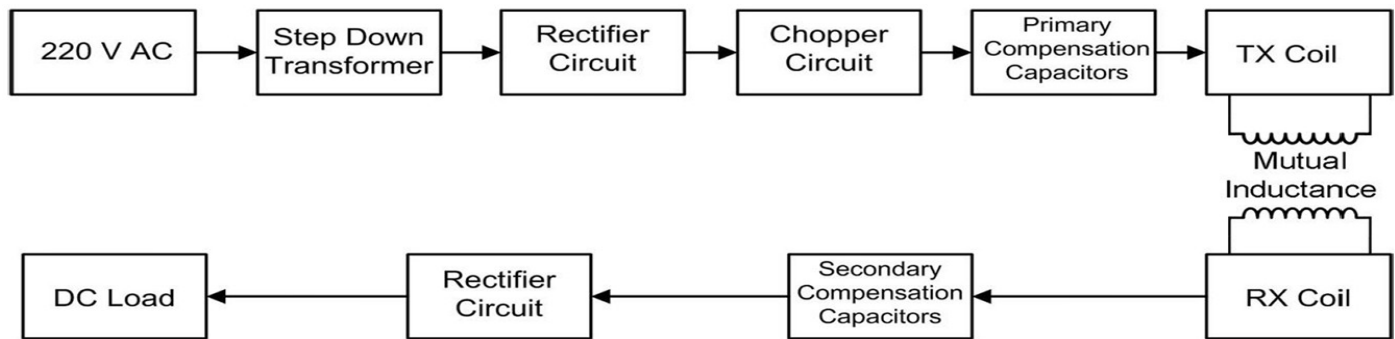 220 V AC
Step Down
Transformer
Rectifier
Circuit
Chopper
Circuit
Primary
Compensation
Capacitors
TX Coil
Mutual
Inductance
RX Coil
Secondary
Compensation
Capacitors
Rectifier
Circuit
DC Load